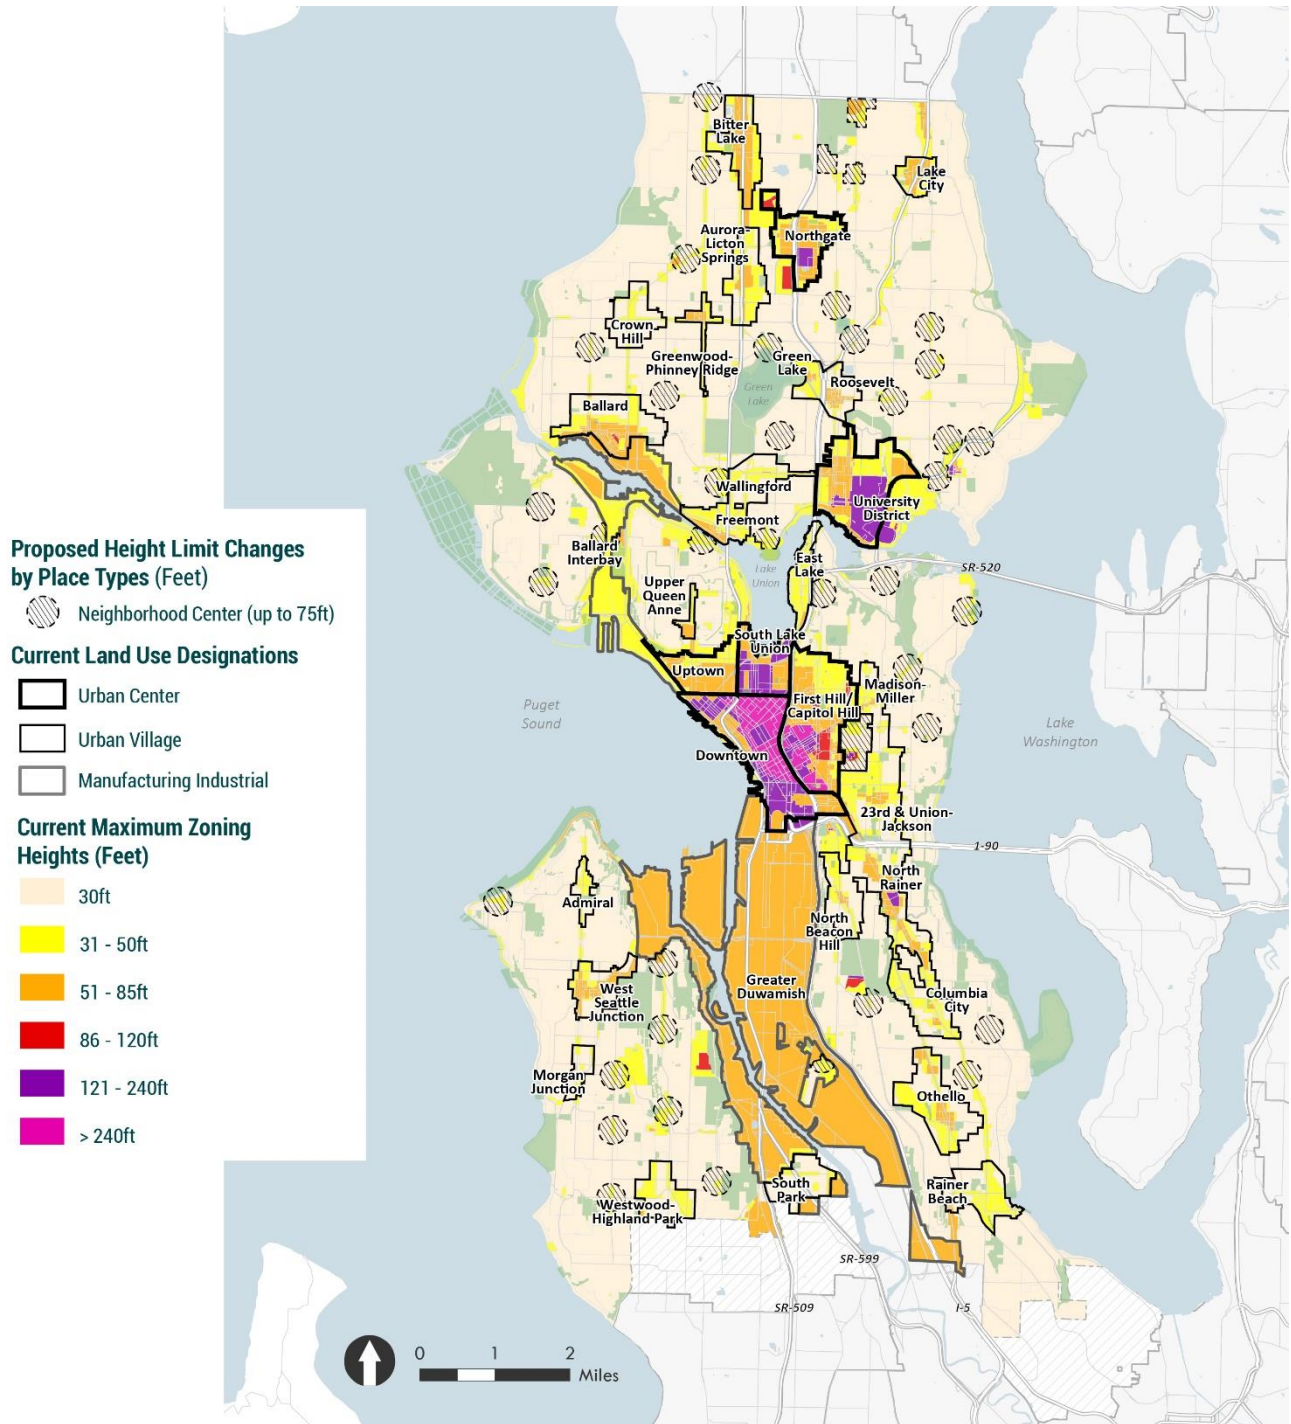 Proposed Height Limit Changes
by Place Types (Feet)
Neighborhood Center (up to 75ft)
Current Land Use Designations
Urban Center
Urban Village
Manufacturing Industrial
Current Maximum Zoning
Heights (Feet)
30ft
31 - 50ft
51 - 85ft
86 - 120ft
121 - 240ft
> 240ft
Bitter
Lake
Lake
City
Northgate
Aurora-
Licton
Springs
Crown
Hill
Greenwood-
Phinney Ridge
Green
Lake
Green
Lake
Roosevelt
Ballard
Wallingford
University
District
Freemont
Ballard
Interbay
East
Lake
Lake
Union
SR-520
Upper
Queen
Anne
South Lake
Union
Uptown
Madison-
Miller
First Hill/
Capitol Hill
Puget
Sound
Lake
Washington
Downtown
23rd & Union-
Jackson
1-90
North
Rainer
Admiral
North
Beacon
Hill
Greater
Duwamish
West
Seattle
Junction
Columbia
City
Morgan
Junction
Othello
South
Park
Rainer
Beach
Westwood-
Highland Park
SR-599
SR-509
I-5
0 1 2
Miles